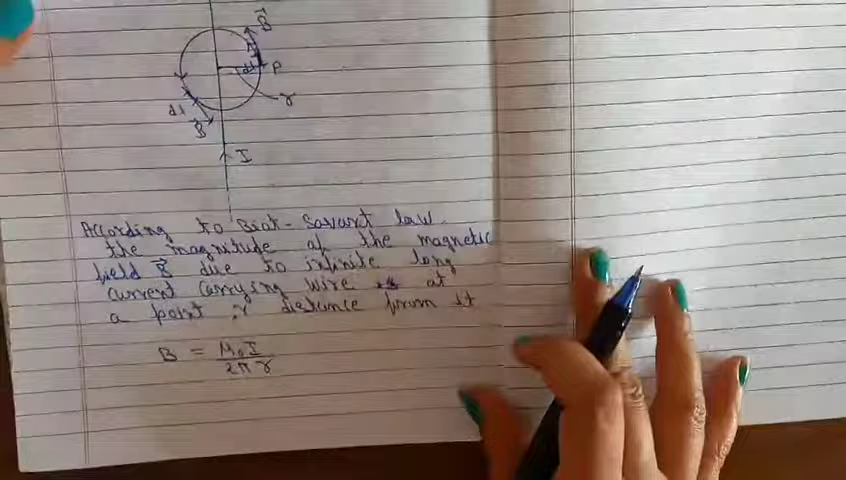 B⃗
dl
P
r
dl
B⃗
I
According to Biot-Savart law
the magnitude of the magnetic
field B⃗ due to infinite long
current carrying wire at
a point r distance from it
B = μ₀I / 2πr